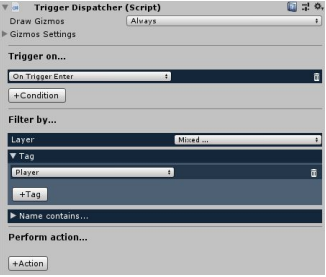 Trigger Dispatcher (Script)
Draw Gizmos Always
Gizmos Settings
Trigger on...
On Trigger Enter
+Condition
Filter by...
Layer Mixed ...
Tag
Player
+Tag
Name contains...
Perform action...
+Action